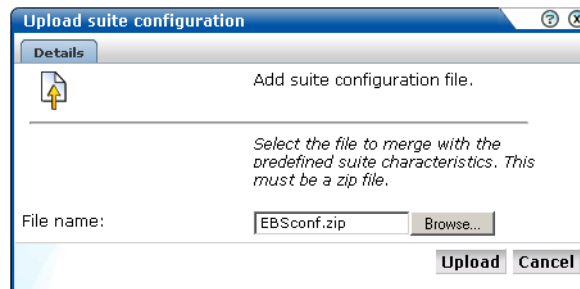 Upload suite configuration
Details
Add suite configuration file.
Select the file to merge with the
predefined suite characteristics. This
must be a zip file.
File name: EBSconf.zip Browse...
Upload Cancel